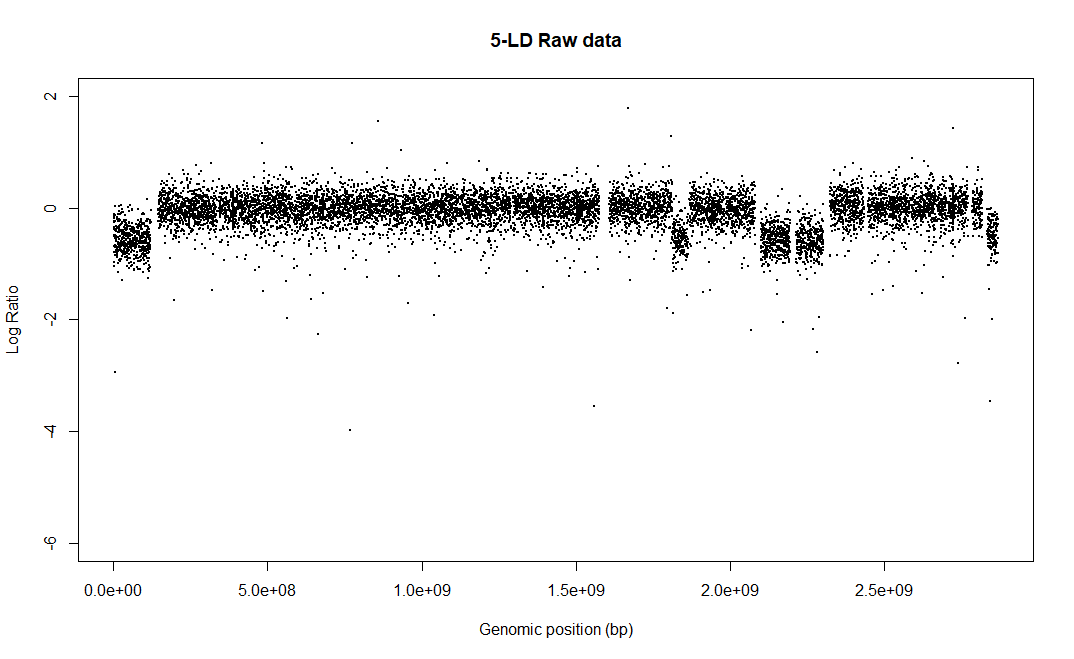 5-LD Raw data
Log Ratio
2
0
-2
-4
-6
0.0e+00 5.0e+08 1.0e+09 1.5e+09 2.0e+09 2.5e+09
Genomic position (bp)